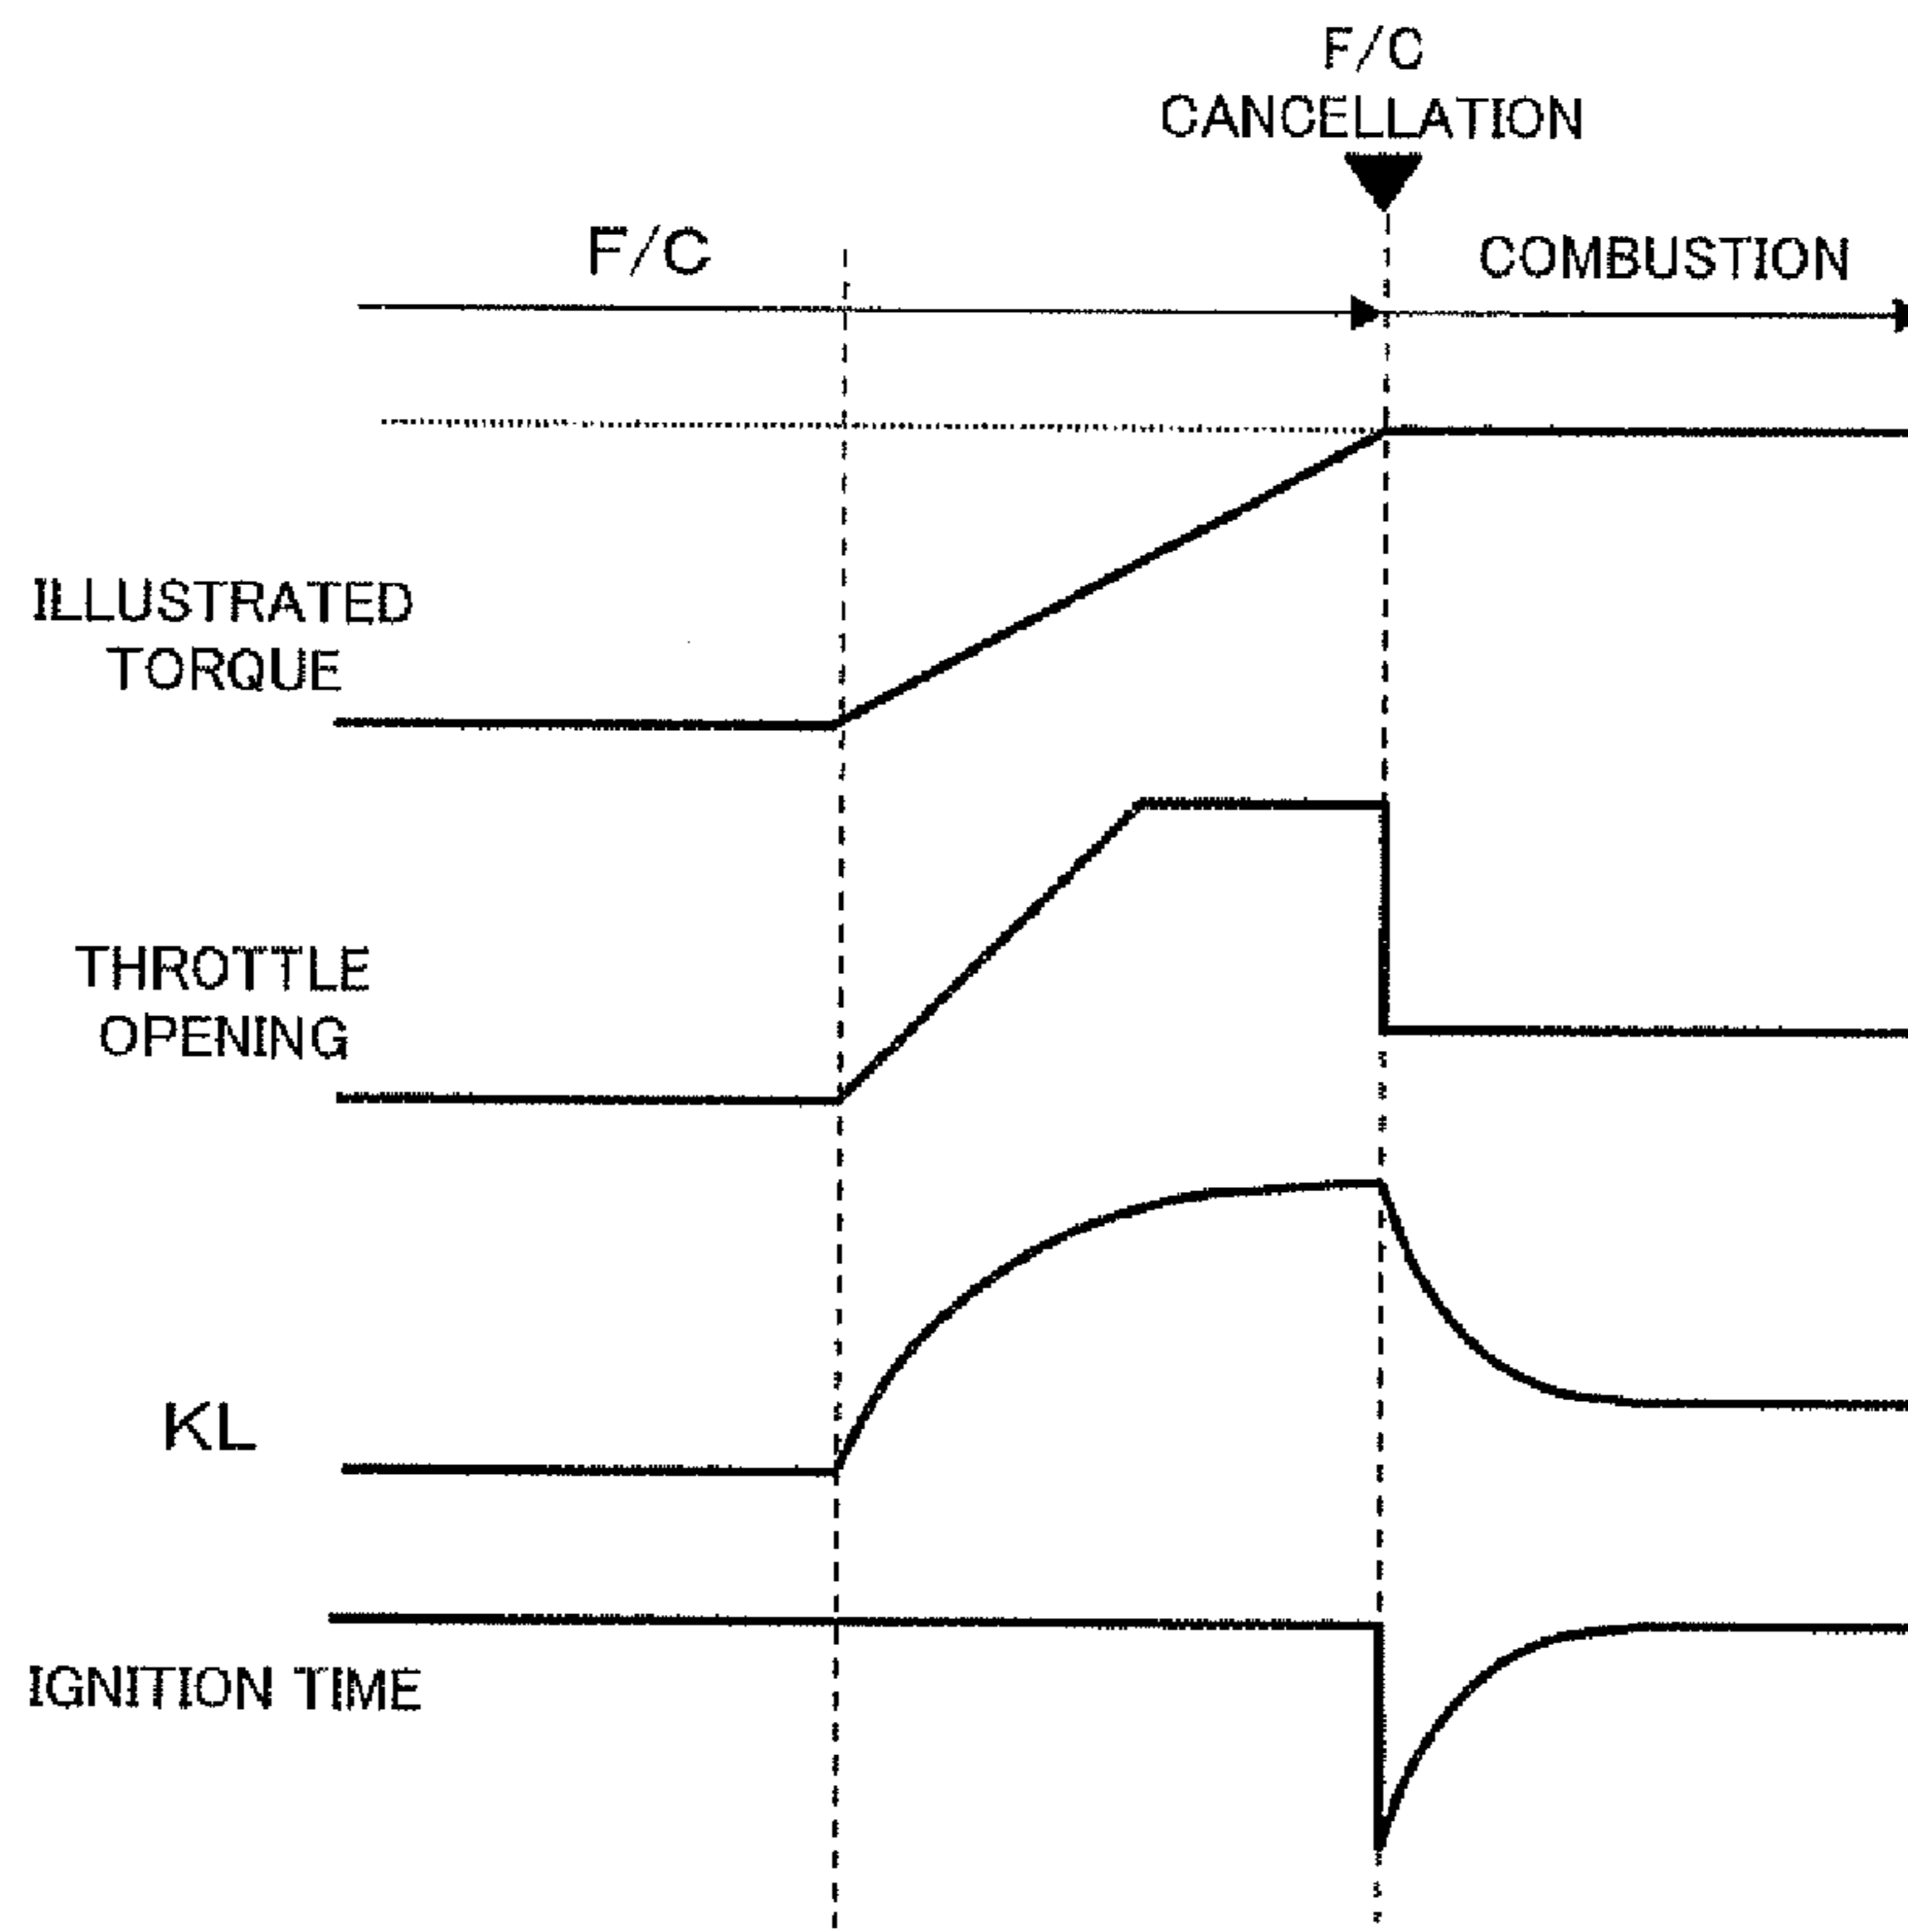 F/C
CANCELLATION
F/C
COMBUSTION
ILLUSTRATED
TORQUE
THROTTLE
OPENING
KL
IGNITION TIME